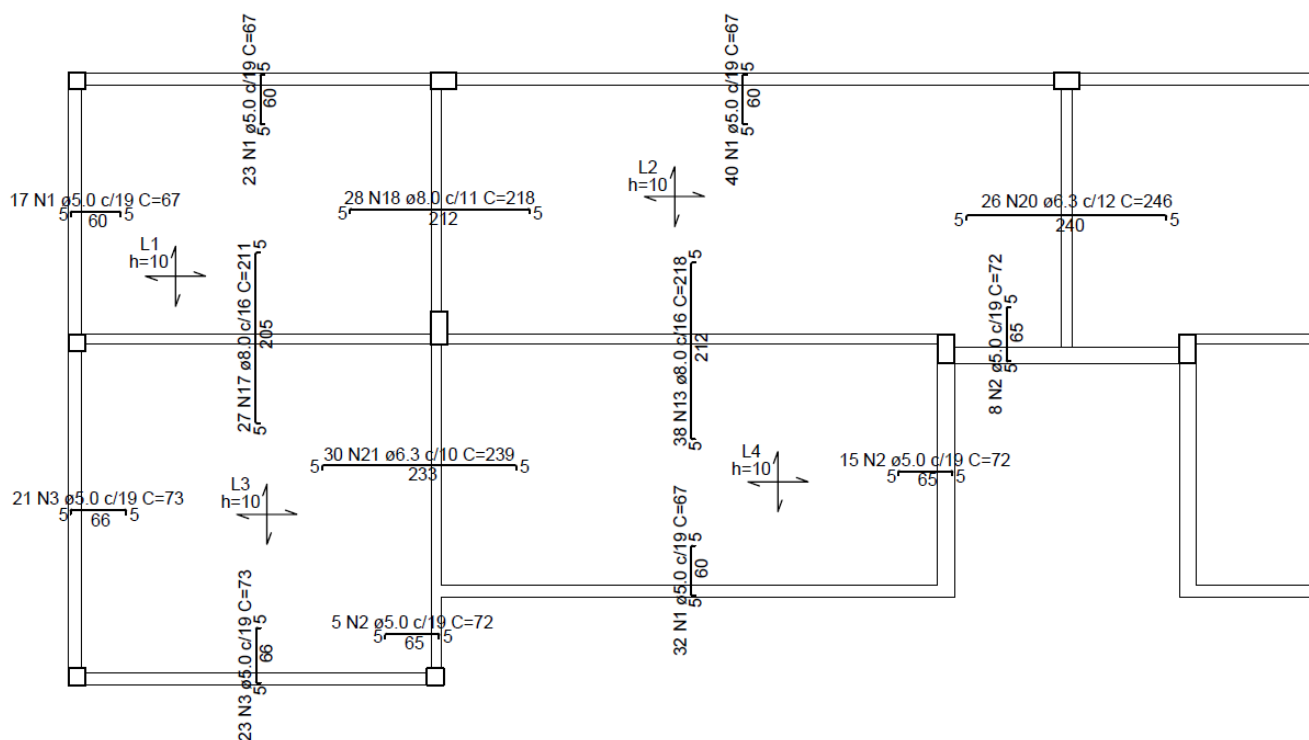 23 N1 ø5.0 c/19 C=67
5
60
5
40 N1 ø5.0 c/19 C=67
5
60
5
L2
h=10
17 N1 ø5.0 c/19 C=67
5
60
5
28 N18 ø8.0 c/11 C=218
5
212
5
26 N20 ø6.3 c/12 C=246
5
240
5
L1
h=10
27 N17 ø8.0 c/16 C=211
5
205
5
38 N13 ø8.0 c/16 C=218
5
212
5
8 N2 ø5.0 c/19 C=72
5
65
5
30 N21 ø6.3 c/10 C=239
5
233
5
L4
h=10
15 N2 ø5.0 c/19 C=72
5
65
5
21 N3 ø5.0 c/19 C=73
5
66
5
L3
h=10
32 N1 ø5.0 c/19 C=67
5
60
5
23 N3 ø5.0 c/19 C=73
5
66
5
5 N2 ø5.0 c/19 C=72
5
65
5